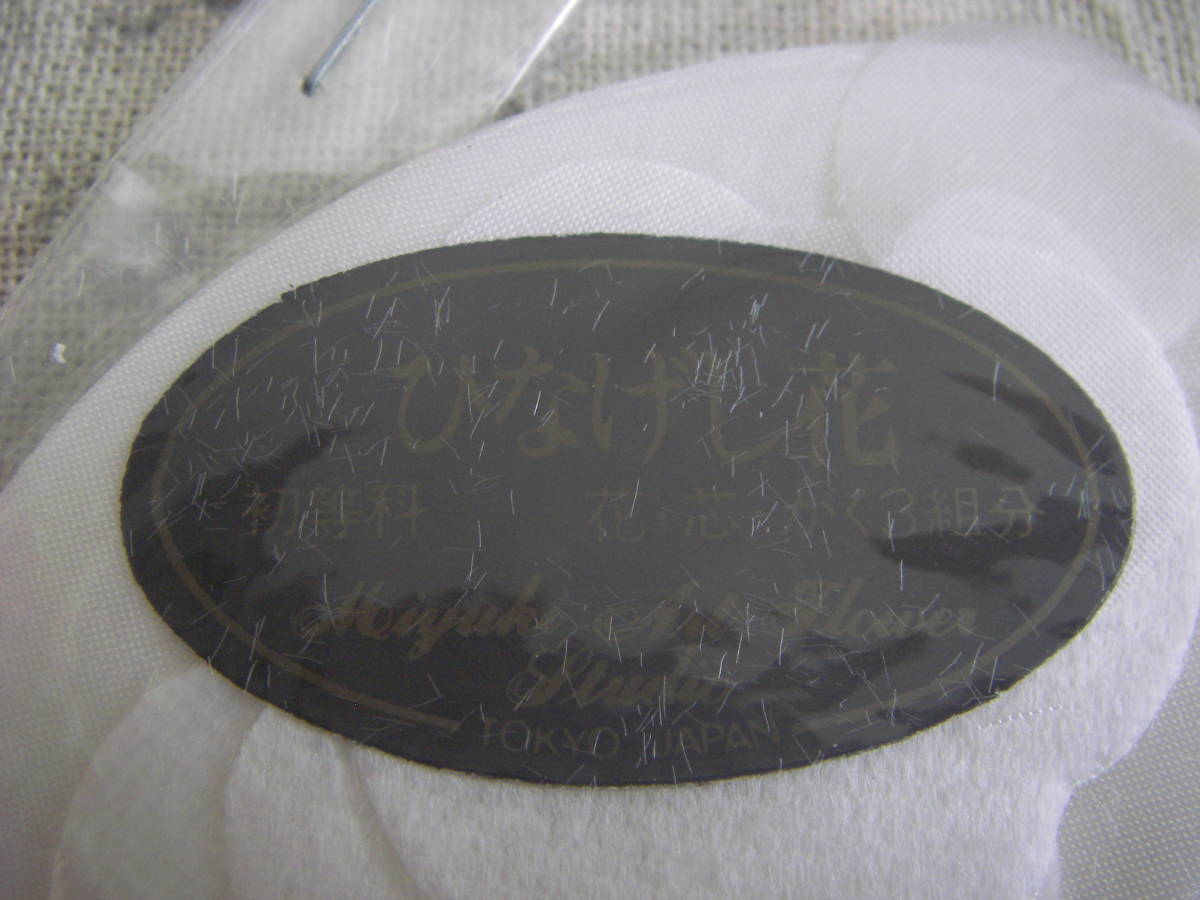 ひなげし花
初等科 花・芯・がく3組分
Miyuki Art Flower
Studio
TOKYO JAPAN